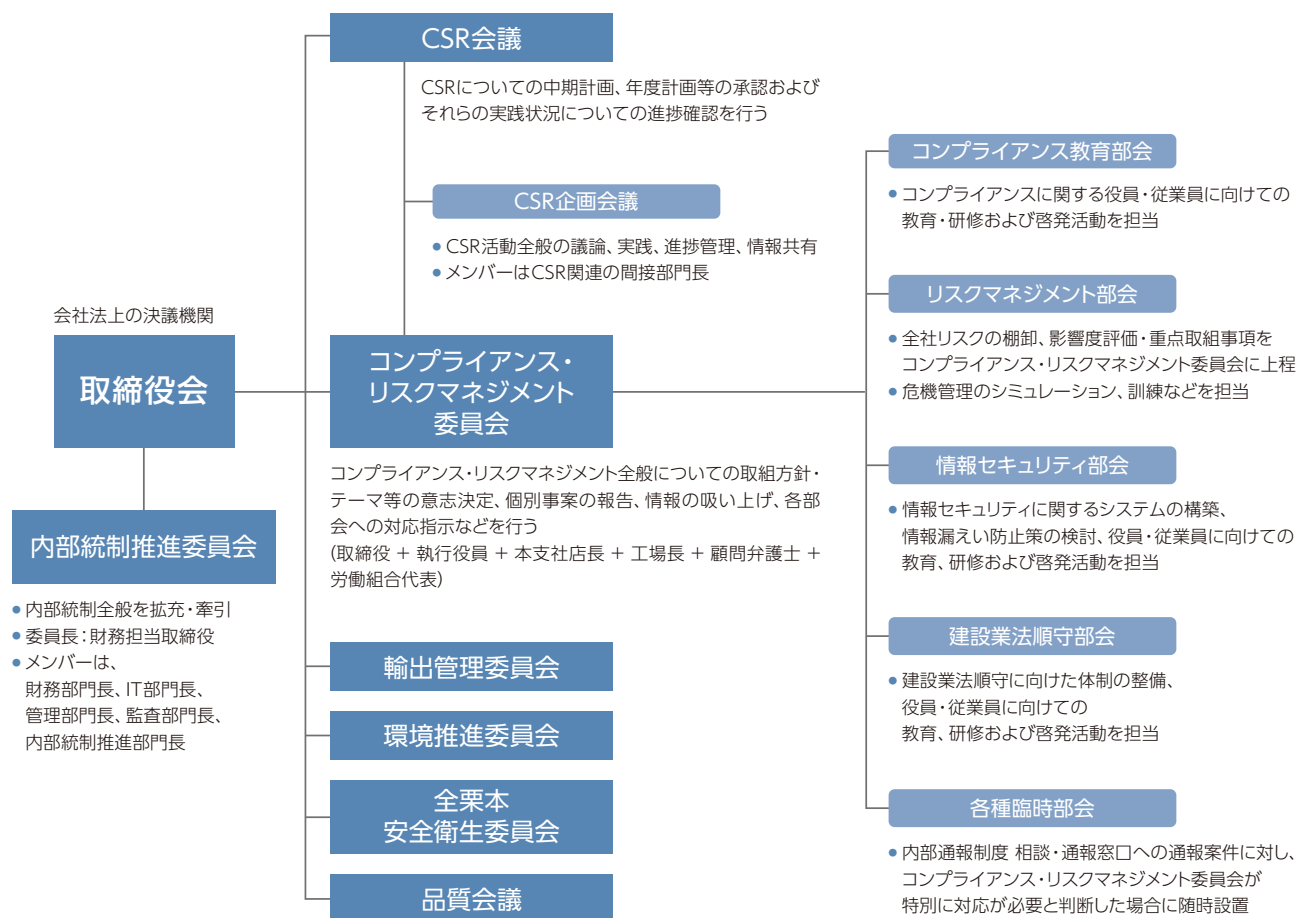 CSR会議
CSRについての中期計画、年度計画等の承認および
それらの実践状況についての進捗確認を行う
CSR企画会議
● CSR活動全般の議論、実践、進捗管理、情報共有
● メンバーはCSR関連の間接部門長
会社法上の決議機関
取締役会
内部統制推進委員会
● 内部統制全般を拡充・牽引
● 委員長：財務担当取締役
● メンバーは、
財務部門長、IT部門長、
管理部門長、監査部門長、
内部統制推進部門長
コンプライアンス・
リスクマネジメント
委員会
コンプライアンス・リスクマネジメント全般についての取組方針・
テーマ等の意志決定、個別事案の報告、情報の吸い上げ、各部
会への対応指示などを行う
(取締役 + 執行役員 + 本支社店長 + 工場長 + 顧問弁護士 +
労働組合代表)
輸出管理委員会
環境推進委員会
全栗本
安全衛生委員会
品質会議
コンプライアンス教育部会
● コンプライアンスに関する役員・従業員に向けての
教育・研修および啓発活動を担当
リスクマネジメント部会
● 全社リスクの棚卸、影響度評価・重点取組事項を
コンプライアンス・リスクマネジメント委員会に上程
● 危機管理のシミュレーション、訓練などを担当
情報セキュリティ部会
● 情報セキュリティに関するシステムの構築、
情報漏えい防止策の検討、役員・従業員に向けての
教育、研修および啓発活動を担当
建設業法順守部会
● 建設業法順守に向けた体制の整備、
役員・従業員に向けての
教育、研修および啓発活動を担当
各種臨時部会
● 内部通報制度 相談・通報窓口への通報案件に対し、
コンプライアンス・リスクマネジメント委員会が
特別に対応が必要と判断した場合に随時設置